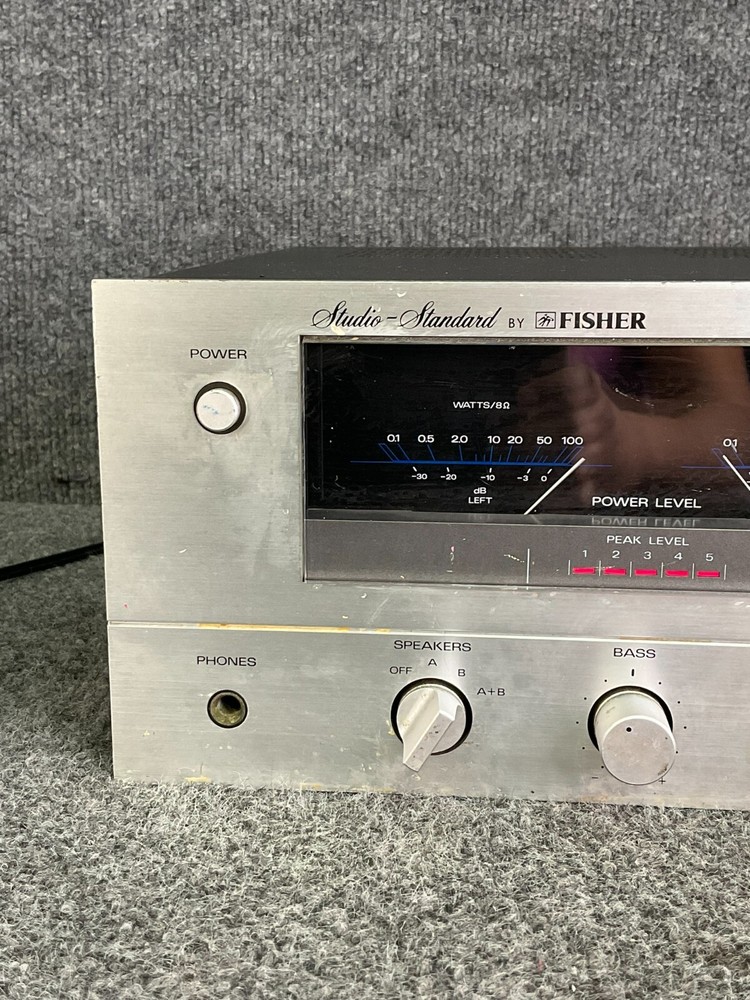 Studio-Standard BY FISHER
POWER
WATTS/8Ω
0.1 0.5 2.0 10 20 50 100
0.1
-30 -20 -10 -3 0
dB
LEFT
POWER LEVEL
PEAK LEVEL
1 2 3 4 5
PHONES
SPEAKERS
OFF A B A+B
BASS
- +